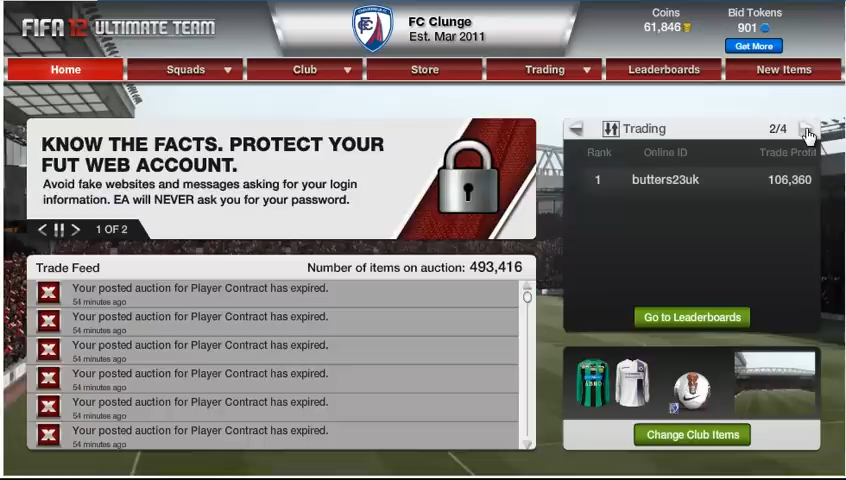 FIFA 12 ULTIMATE TEAM
FC Clunge
Est. Mar 2011
Coins
61,846
Bid Tokens
901
Get More
Home
Squads
Club
Store
Trading
Leaderboards
New Items
KNOW THE FACTS. PROTECT YOUR
FUT WEB ACCOUNT.
Avoid fake websites and messages asking for your login
information. EA will NEVER ask you for your password.
1 OF 2
Trading
2/4
Rank Online ID Trade Profit
1 butters23uk 106,360
Go to Leaderboards
Trade Feed
Number of items on auction: 493,416
Your posted auction for Player Contract has expired.
54 minutes ago
Your posted auction for Player Contract has expired.
54 minutes ago
Your posted auction for Player Contract has expired.
54 minutes ago
Your posted auction for Player Contract has expired.
54 minutes ago
Your posted auction for Player Contract has expired.
54 minutes ago
Your posted auction for Player Contract has expired.
54 minutes ago
ABRO
Change Club Items